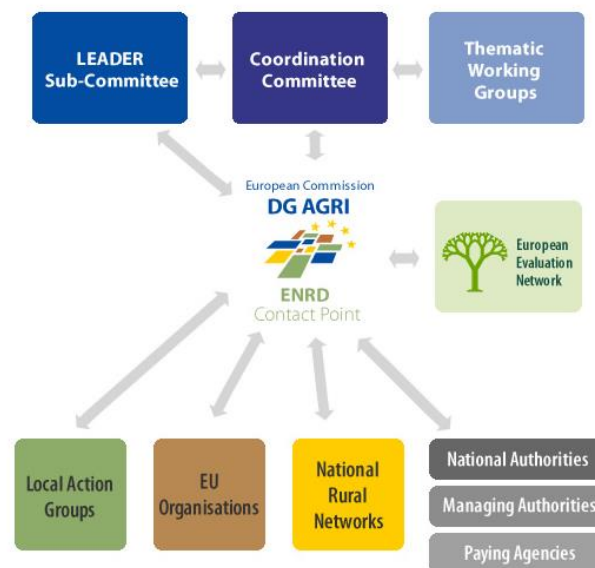 LEADER
Sub-Committee
Coordination
Committee
Thematic
Working
Groups
European Commission
DG AGRI
ENRD
Contact Point
European
Evaluation
Network
Local Action
Groups
EU
Organisations
National
Rural
Networks
National Authorities
Managing Authorities
Paying Agencies